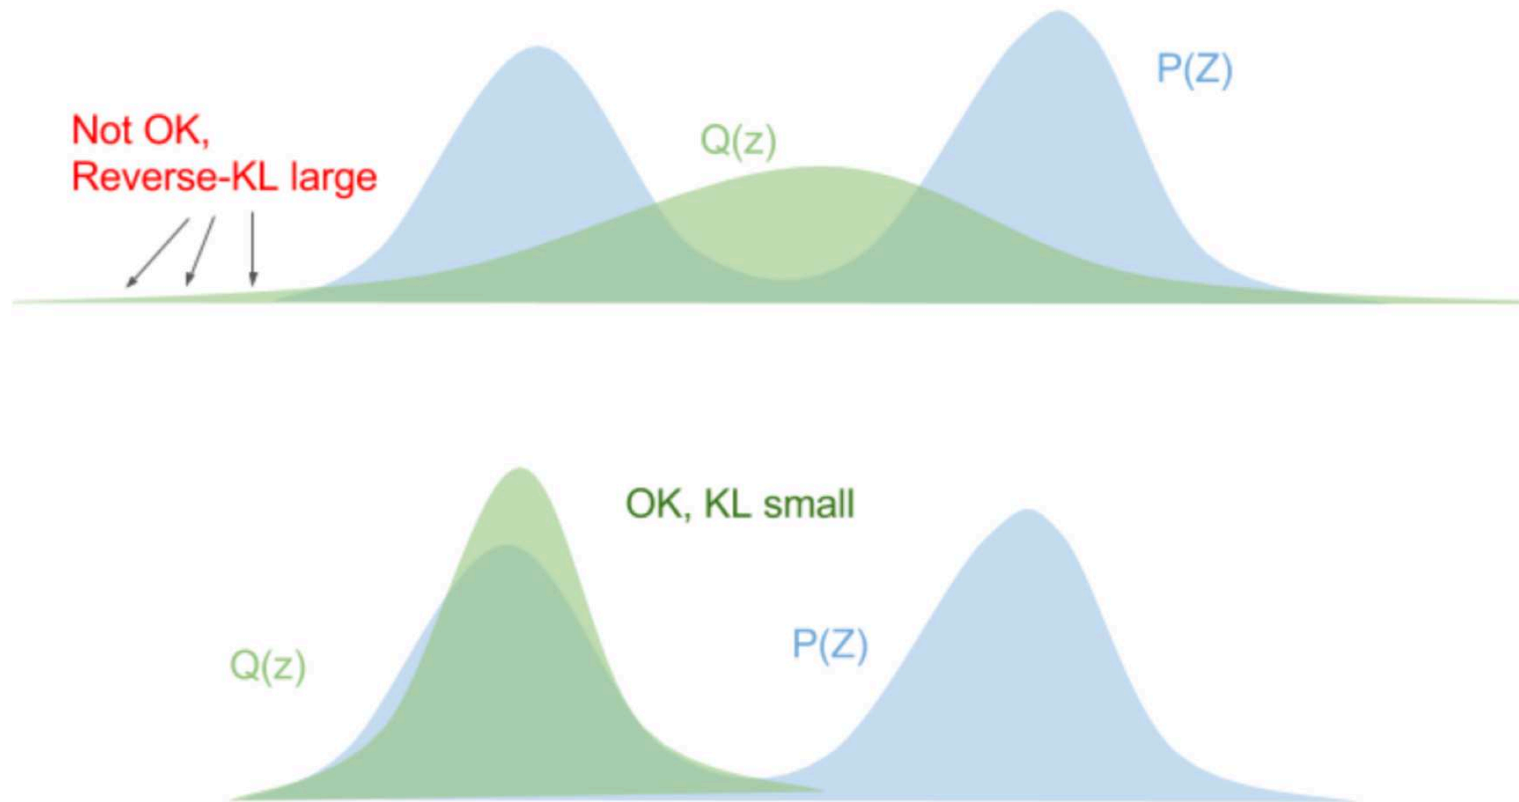 P(Z)
Not OK,
Reverse-KL large
Q(z)
OK, KL small
Q(z)
P(Z)